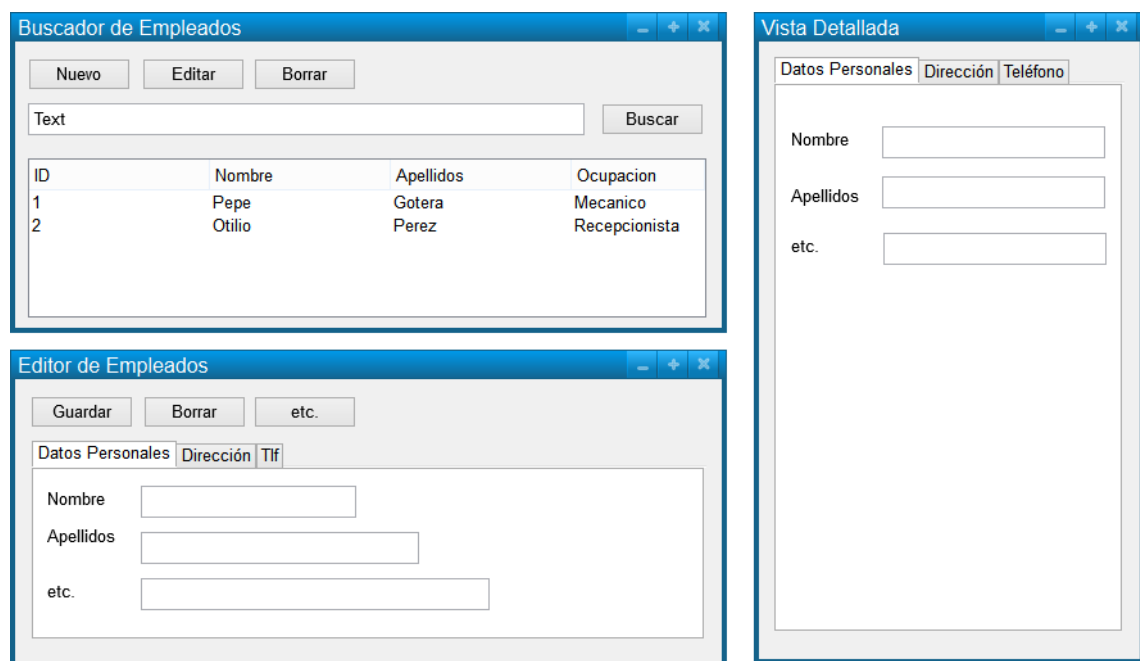 Buscador de Empleados
Nuevo Editar Borrar
Text Buscar
ID Nombre Apellidos Ocupacion
1 Pepe Gotera Mecanico
2 Otilio Perez Recepcionista
Editor de Empleados
Guardar Borrar etc.
Datos Personales Dirección Tlf
Nombre
Apellidos
etc.
Vista Detallada
Datos Personales Dirección Teléfono
Nombre
Apellidos
etc.